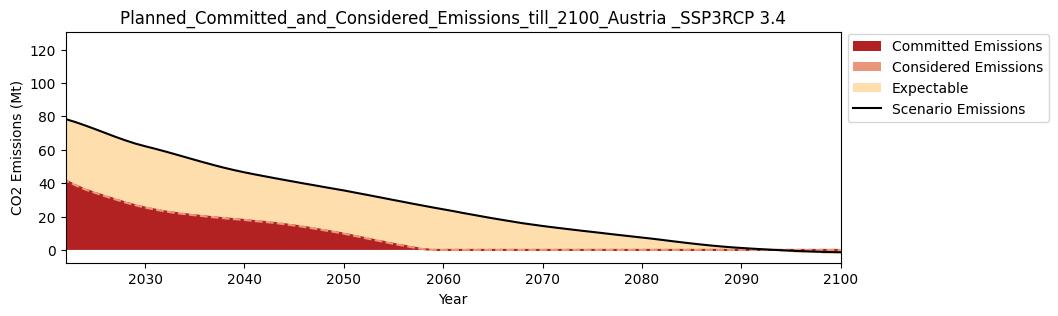 Planned_Committed_and_Considered_Emissions_till_2100_Austria _SSP3RCP 3.4
CO2 Emissions (Mt)
120
100
80
60
40
20
0
2030 2040 2050 2060 2070 2080 2090 2100
Year
Committed Emissions
Considered Emissions
Expectable
Scenario Emissions